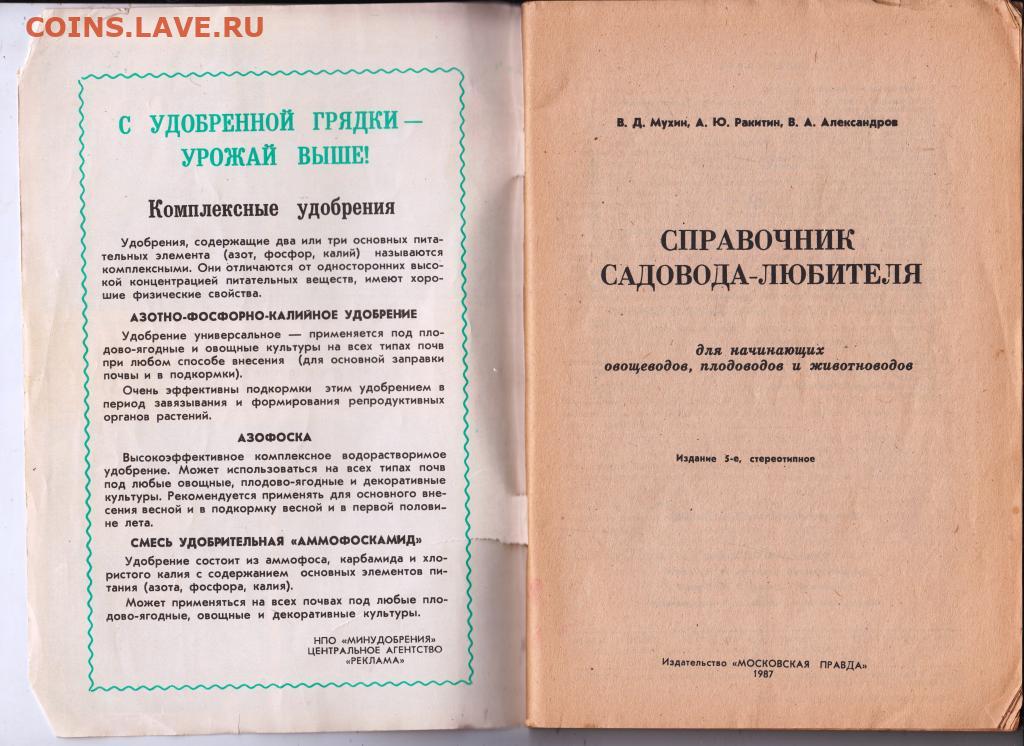 COINS.LAVE.RU
С УДОБРЕННОЙ ГРЯДКИ —
УРОЖАЙ ВЫШЕ!
Комплексные удобрения
Удобрения, содержащие два или три основных пита-
тельных элемента (азот, фосфор, калий) называются
комплексными. Они отличаются от односторонних высо-
кой концентрацией питательных веществ, имеют хоро-
шие физические свойства.
АЗОТНО-ФОСФОРНО-КАЛИЙНОЕ УДОБРЕНИЕ
Удобрение универсальное — применяется под пло-
дово-ягодные и овощные культуры на всех типах почв
при любом способе внесения (для основной заправки
почвы и в подкормки).
Очень эффективны подкормки этим удобрением в
период завязывания и формирования репродуктивных
органов растений.
АЗОФОСКА
Высокоэффективное комплексное водорастворимое
удобрение. Может использоваться на всех типах почв
под любые овощные, плодово-ягодные и декоративные
культуры. Рекомендуется применять для основного вне-
сения весной и в подкормку весной и в первой полови-
не лета.
СМЕСЬ УДОБРИТЕЛЬНАЯ «АММОФОСКАМИД»
Удобрение состоит из аммофоса, карбамида и хло-
ристого калия с содержанием основных элементов пи-
тания (азота, фосфора, калия).
Может применяться на всех почвах под любые пло-
дово-ягодные, овощные и декоративные культуры.
НПО «МИНУДОБРЕНИЯ»
ЦЕНТРАЛЬНОЕ АГЕНТСТВО
«РЕКЛАМА»
В. Д. Мухин, А. Ю. Ракитин, В. А. Александров
СПРАВОЧНИК
САДОВОДА-ЛЮБИТЕЛЯ
для начинающих
овощеводов, плодоводов и животноводов
Издание 5-е, стереотипное
Издательство «МОСКОВСКАЯ ПРАВДА»
1987